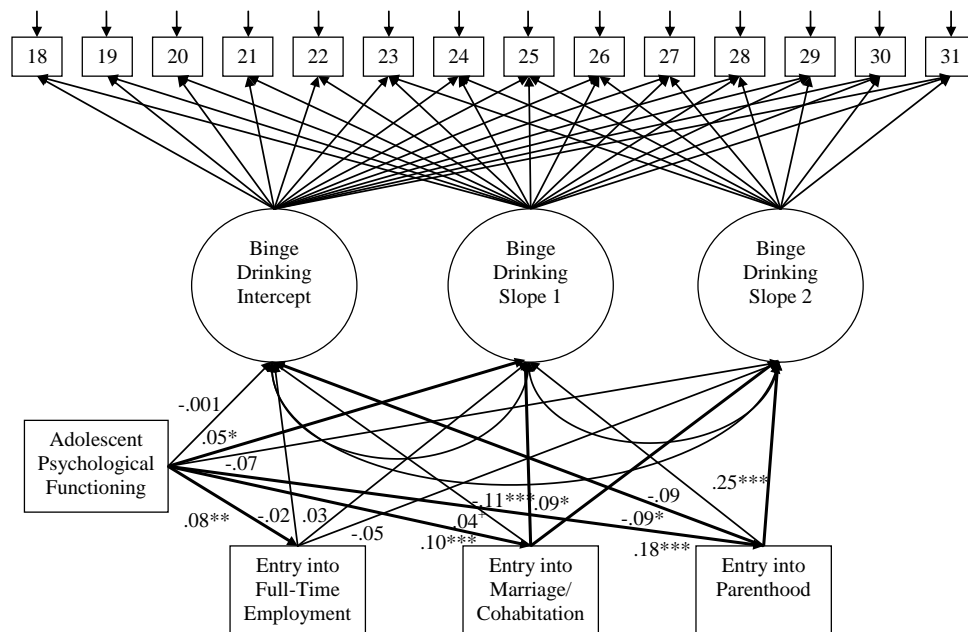 18 19 20 21 22 23 24 25 26 27 28 29 30 31
Binge
Drinking
Intercept
Binge
Drinking
Slope 1
Binge
Drinking
Slope 2
-.001
.05*
-.07
Adolescent
Psychological
Functioning
.08**
-.02
.03
-.05
-.11***
.04+
.10***
.09*
-.09
-.09*
.25***
.18***
Entry into
Full-Time
Employment
Entry into
Marriage/
Cohabitation
Entry into
Parenthood